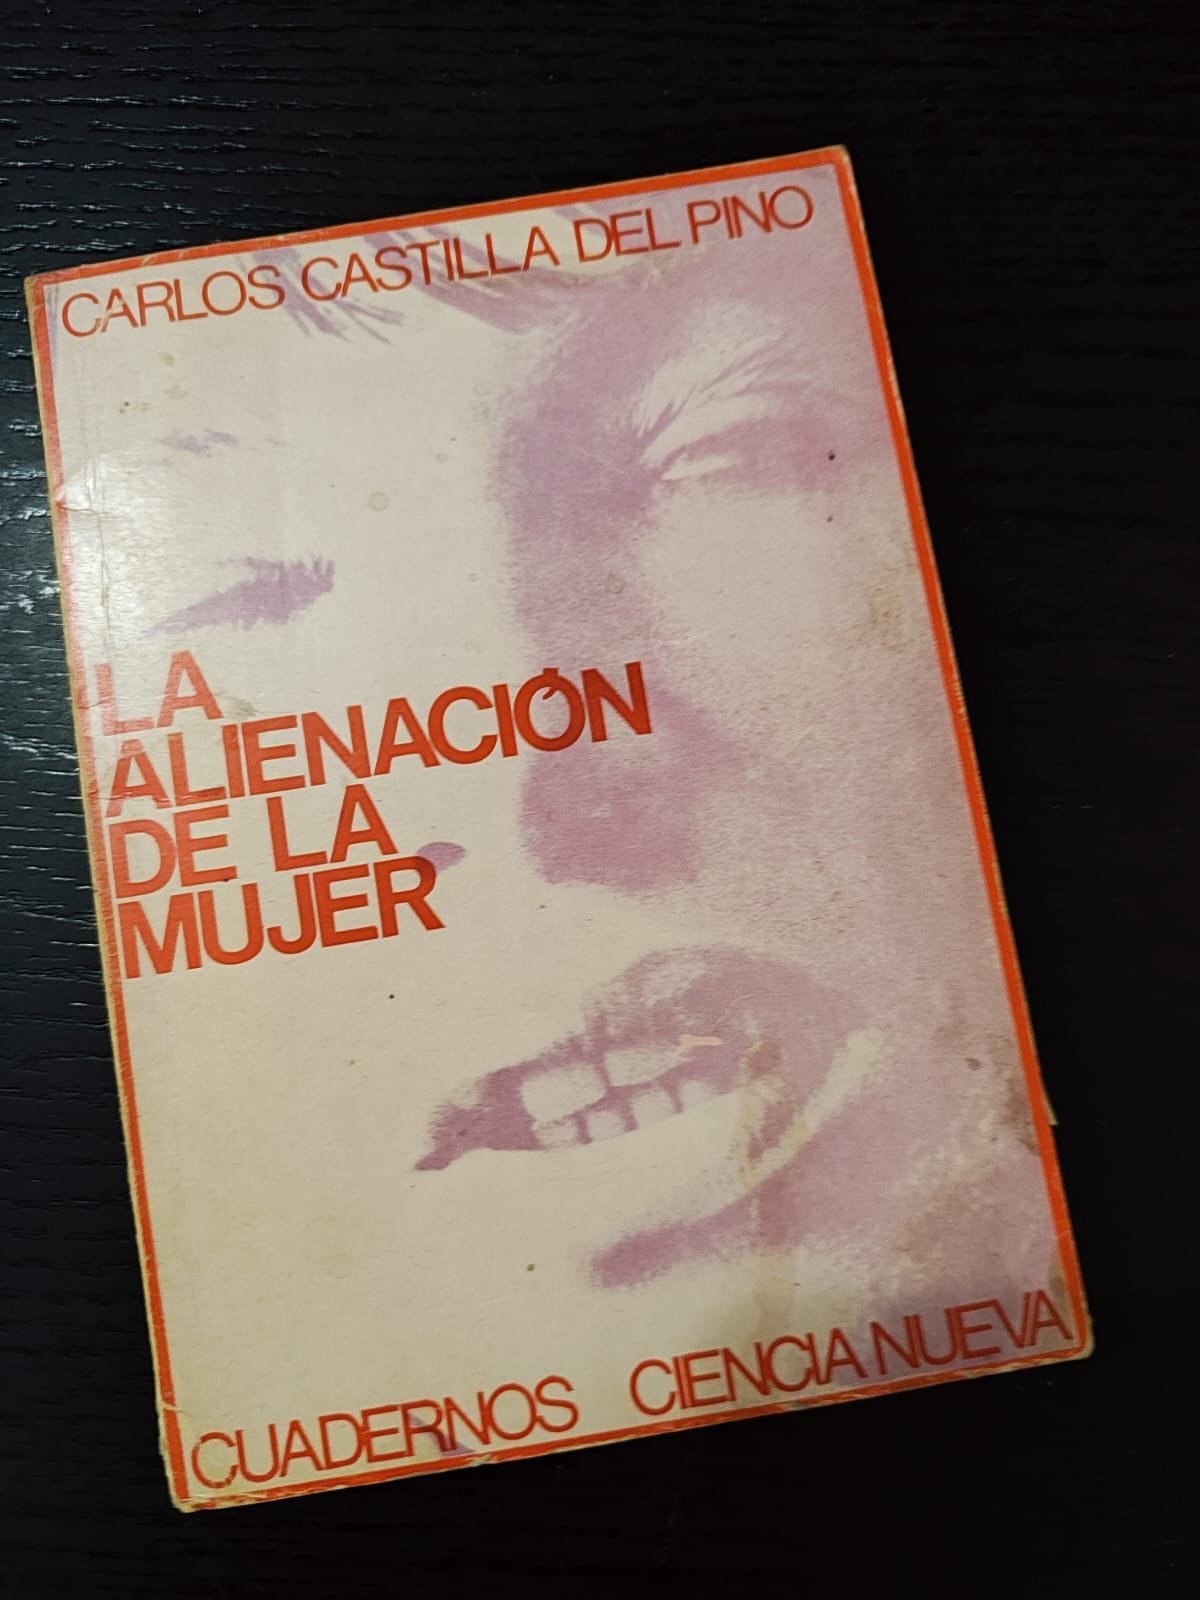 CARLOS CASTILLA DEL PINO
LA
ALIENACIÓN
DE LA
MUJER
CUADERNOS CIENCIA NUEVA